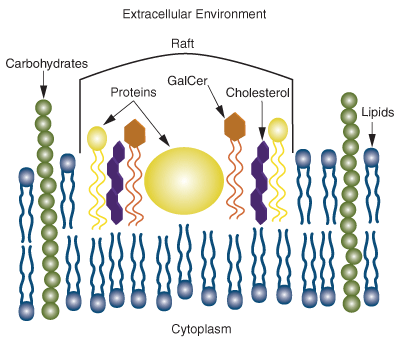 Extracellular Environment
Raft
Carbohydrates
Proteins
GalCer
Cholesterol
Lipids
Cytoplasm